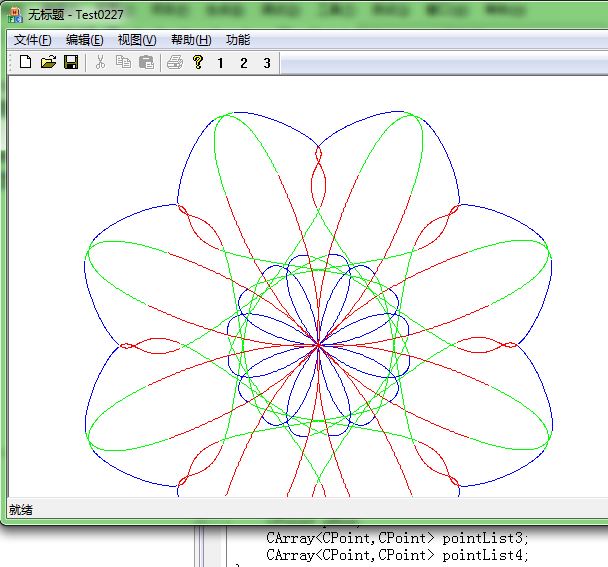 无标题 - Test0227
文件(F) 编辑(E) 视图(V) 帮助(H) 功能
1 2 3
就绪
CArray<CPoint,CPoint> pointList3;
CArray<CPoint,CPoint> pointList4;